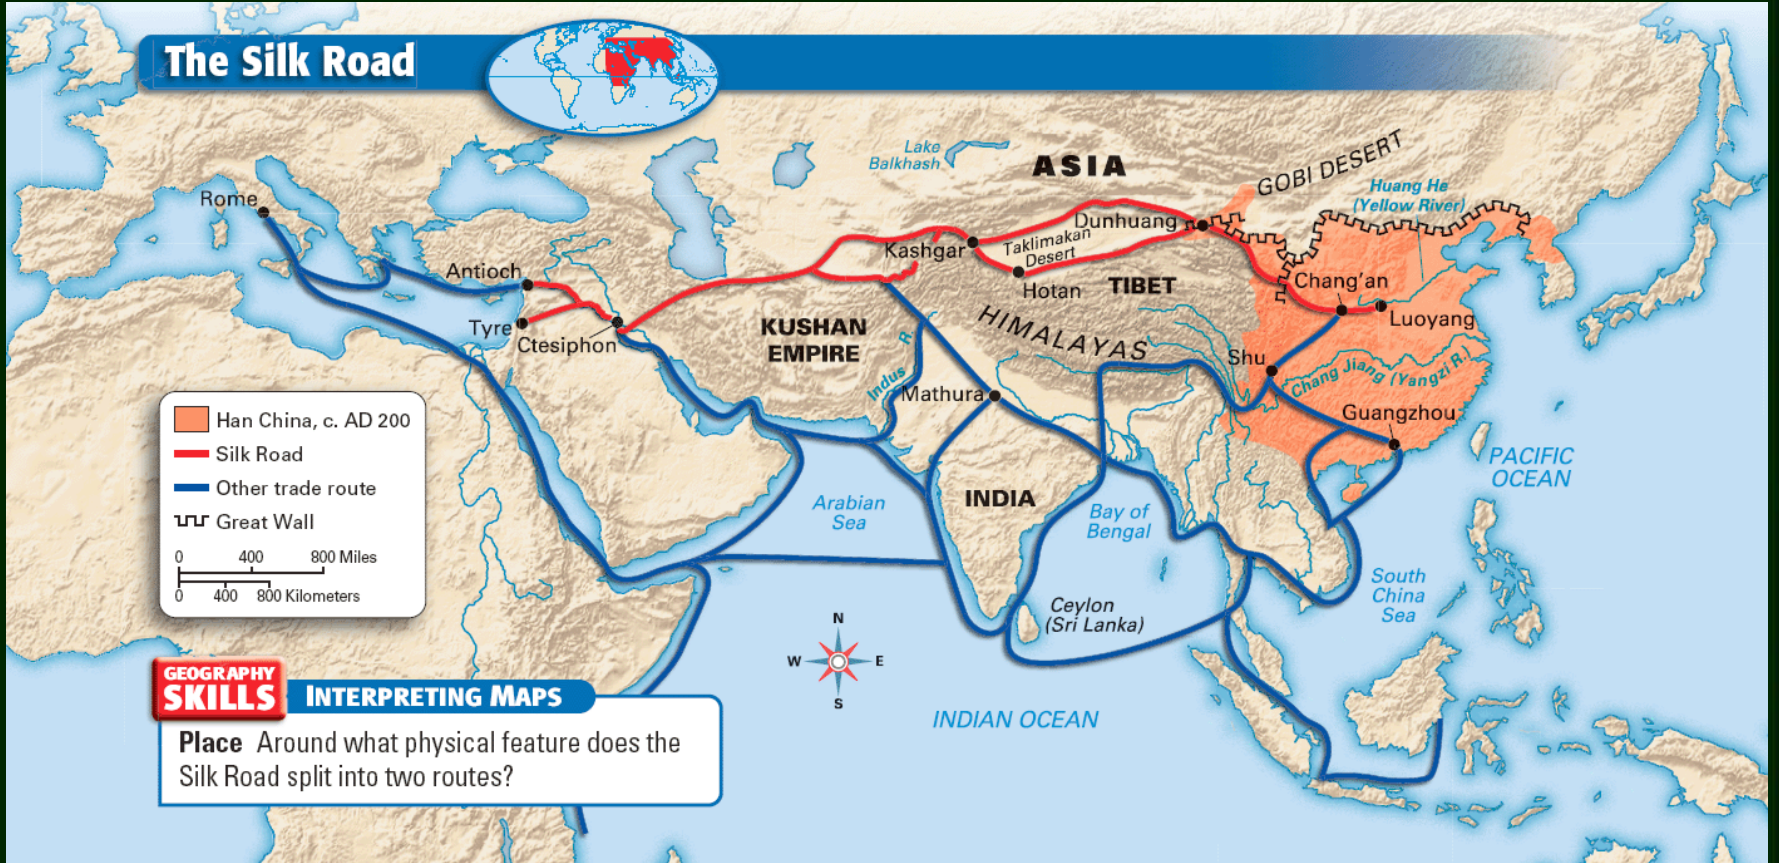 The Silk Road
Lake
Balkhash
ASIA
GOBI DESERT
Huang He
(Yellow River)
Rome
Dunhuang
Kashgar
Taklimakan
Desert
Antioch
Hotan
TIBET
Chang'an
Luoyang
Tyre
Ctesiphon
KUSHAN
EMPIRE
HIMALAYAS
Shu
Indus R.
Mathura
Chang Jiang (Yangzi R.)
Guangzhou
PACIFIC
OCEAN
INDIA
Arabian
Sea
Bay of
Bengal
South
China
Sea
Ceylon
(Sri Lanka)
INDIAN OCEAN
Han China, c. AD 200
Silk Road
Other trade route
Great Wall
0 400 800 Miles
0 400 800 Kilometers
N
W E
S
GEOGRAPHY
SKILLS
INTERPRETING MAPS
Place Around what physical feature does the
Silk Road split into two routes?